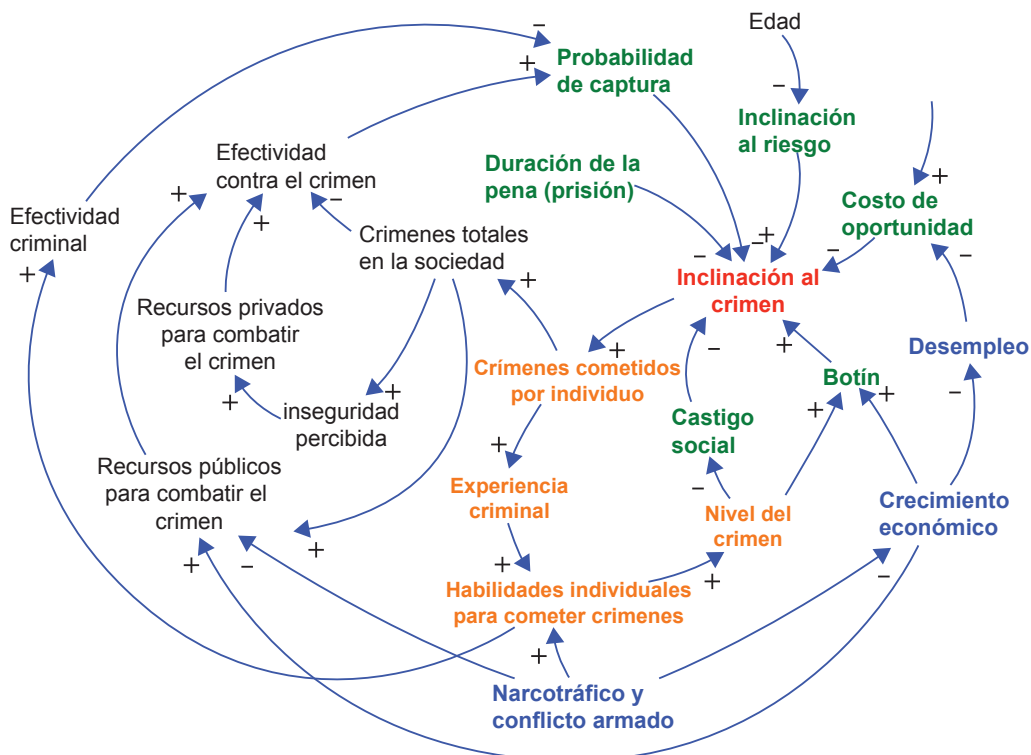 Edad
−
+
Probabilidad
de captura
−
Inclinación
al riesgo
Efectividad
contra el crimen
+
+
−
Duración de la
pena (prisión)
+
Costo de
oportunidad
Efectividad
criminal
+
Crimenes totales
en la sociedad
+
−
−
+
−
−
Inclinación al
crimen
Recursos privados
para combatir
el crimen
+
+
−
+
Desempleo
Crímenes cometidos
por individuo
Botín
+
inseguridad
percibida
Castigo
social
+
+
−
+
Recursos públicos
para combatir el
crimen
Experiencia
criminal
−
Nivel del
crimen
Crecimiento
económico
+
−
+
+
+
−
Habilidades individuales
para cometer crimenes
+
Narcotráfico y
conflicto armado